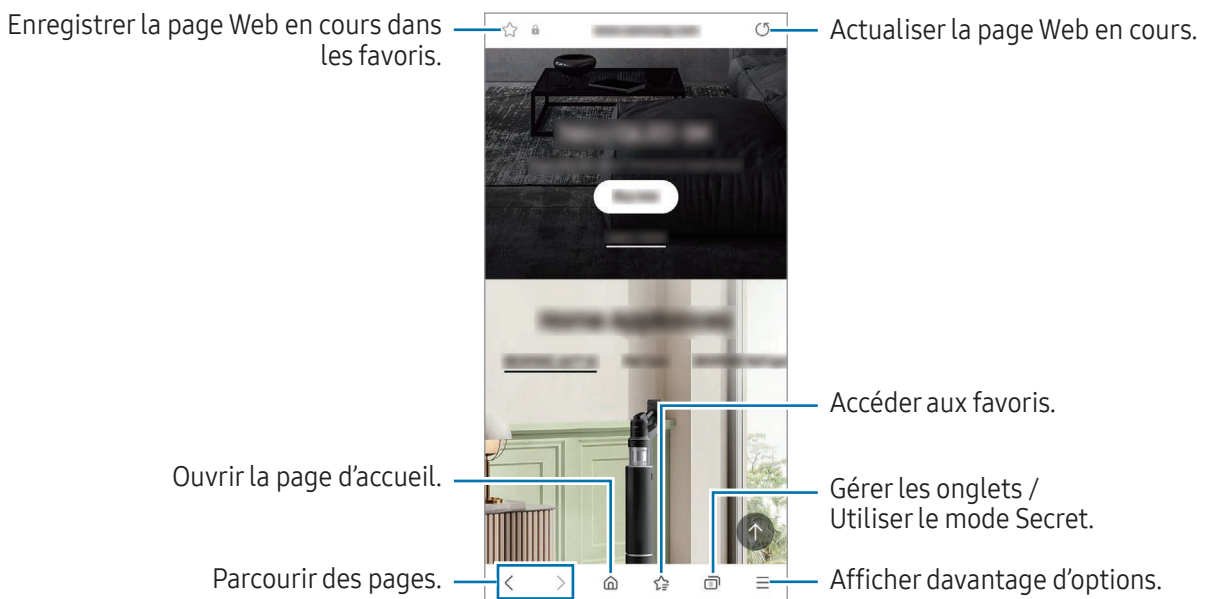 Enregistrer la page Web en cours dans
les favoris.
Actualiser la page Web en cours.
Accéder aux favoris.
Ouvrir la page d'accueil.
Gérer les onglets /
Utiliser le mode Secret.
Parcourir des pages.
Afficher davantage d'options.